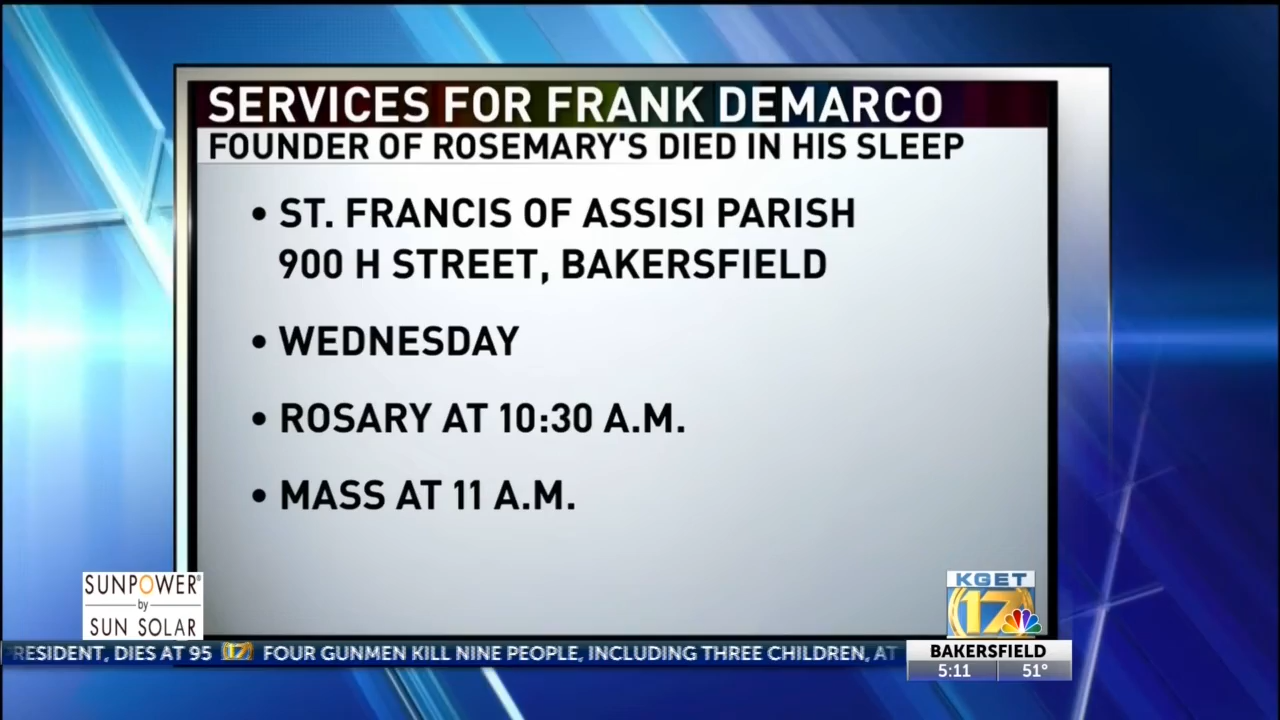 SERVICES FOR FRANK DEMARCO
FOUNDER OF ROSEMARY'S DIED IN HIS SLEEP
• ST. FRANCIS OF ASSISI PARISH
900 H STREET, BAKERSFIELD
• WEDNESDAY
• ROSARY AT 10:30 A.M.
• MASS AT 11 A.M.
SUNPOWER®
by
SUN SOLAR
KGET
17
RESIDENT, DIES AT 95 17 FOUR GUNMEN KILL NINE PEOPLE, INCLUDING THREE CHILDREN, AT
BAKERSFIELD
5:11 51°